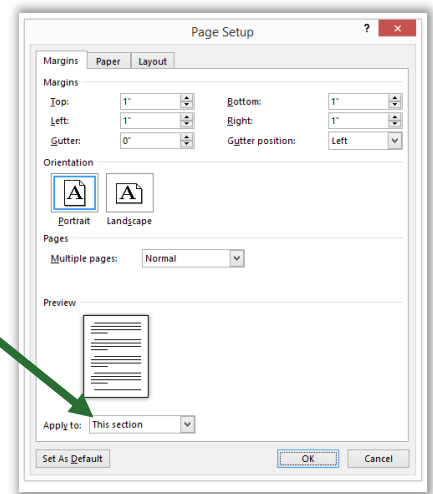 Page Setup ? ×
Margins Paper Layout
Margins
Top: 1" Bottom: 1"
Left: 1" Right: 1"
Gutter: 0" Gutter position: Left
Orientation
A A
Portrait Landscape
Pages
Multiple pages: Normal
Preview
Apply to: This section
Set As Default OK Cancel